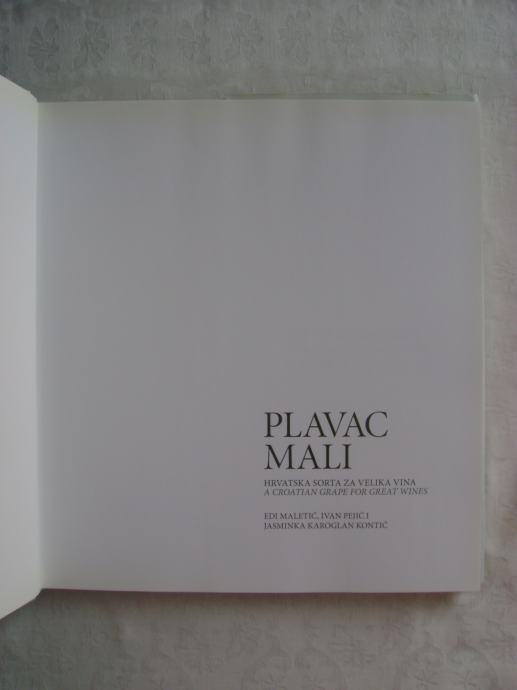 PLAVAC
MALI
HRVATSKA SORTA ZA VELIKA VINA
A CROATIAN GRAPE FOR GREAT WINES
EDI MALETIĆ, IVAN PEJIĆ I
JASMINKA KAROGLAN KONTIĆ